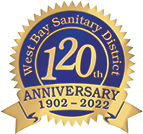 West Bay Sanitary District
120th
ANNIVERSARY
1902 - 2022